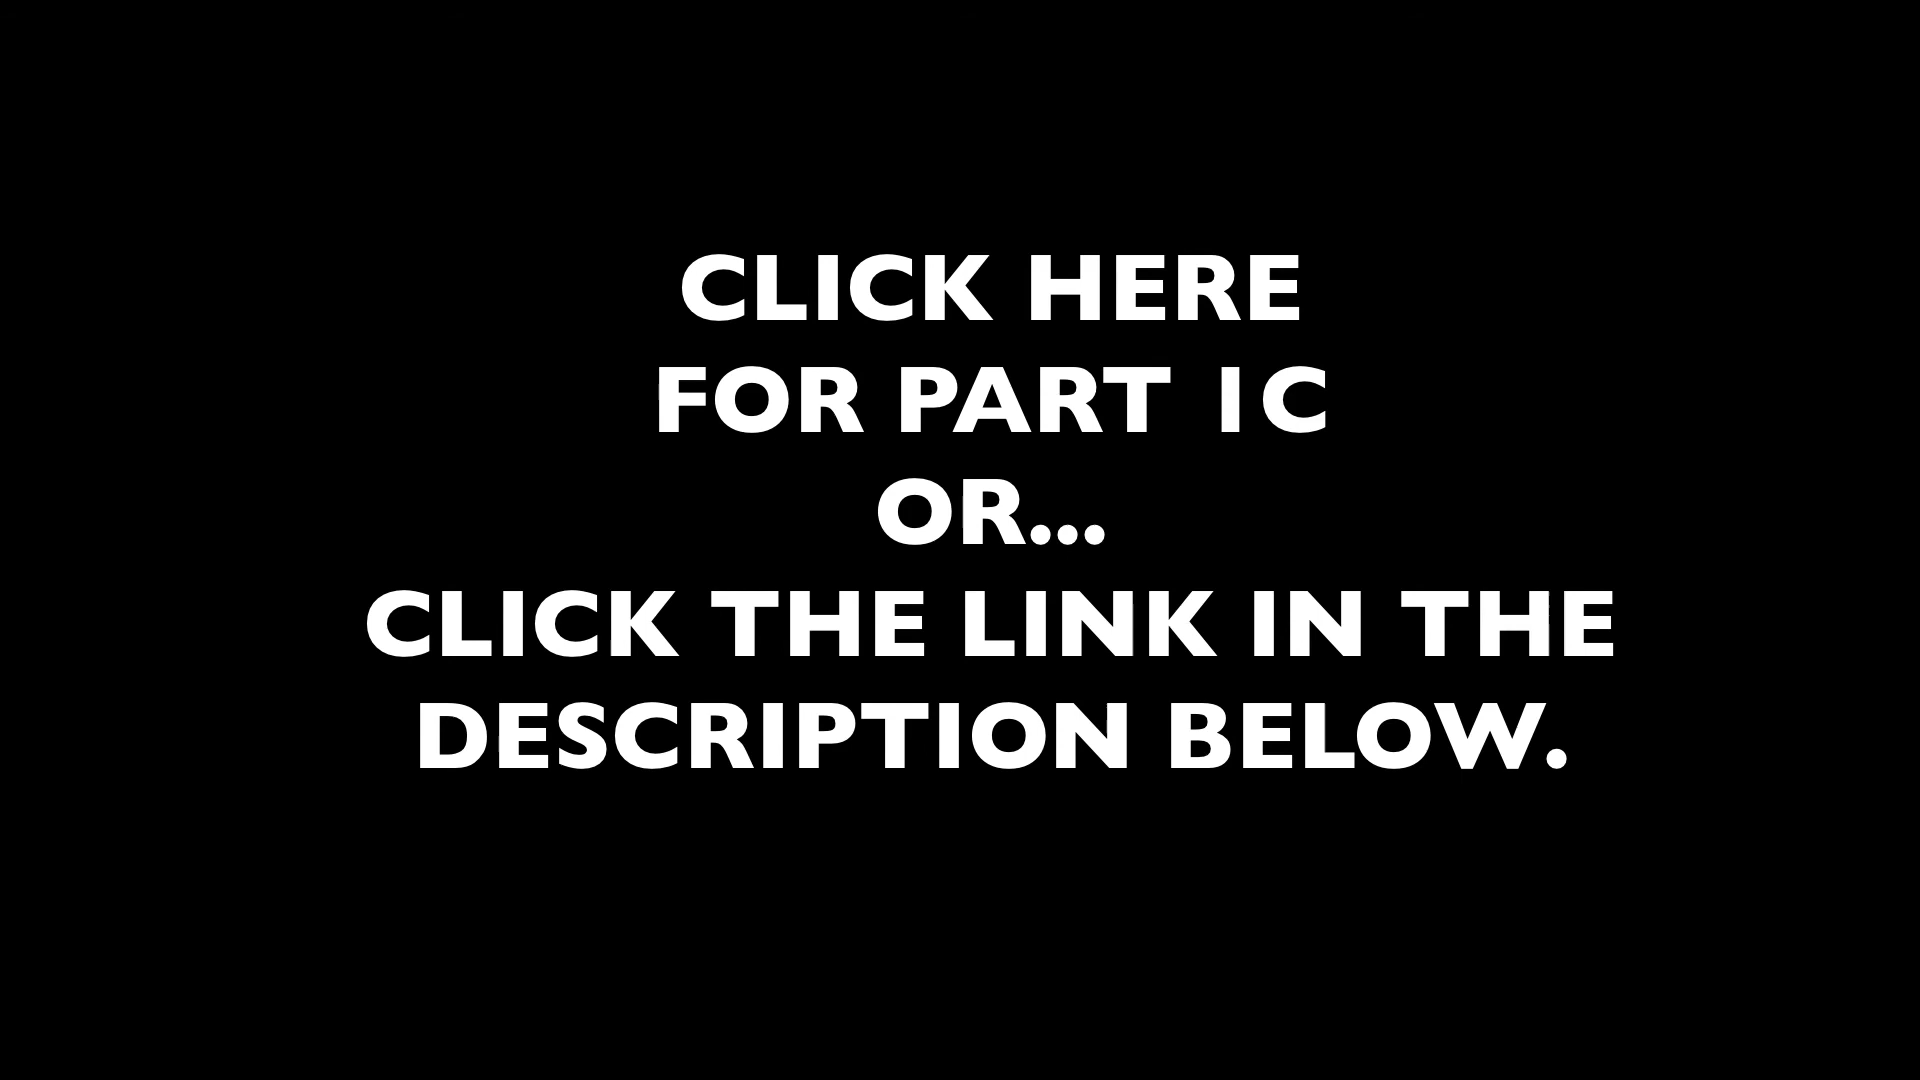 CLICK HERE
FOR PART 1C
OR...
CLICK THE LINK IN THE
DESCRIPTION BELOW.